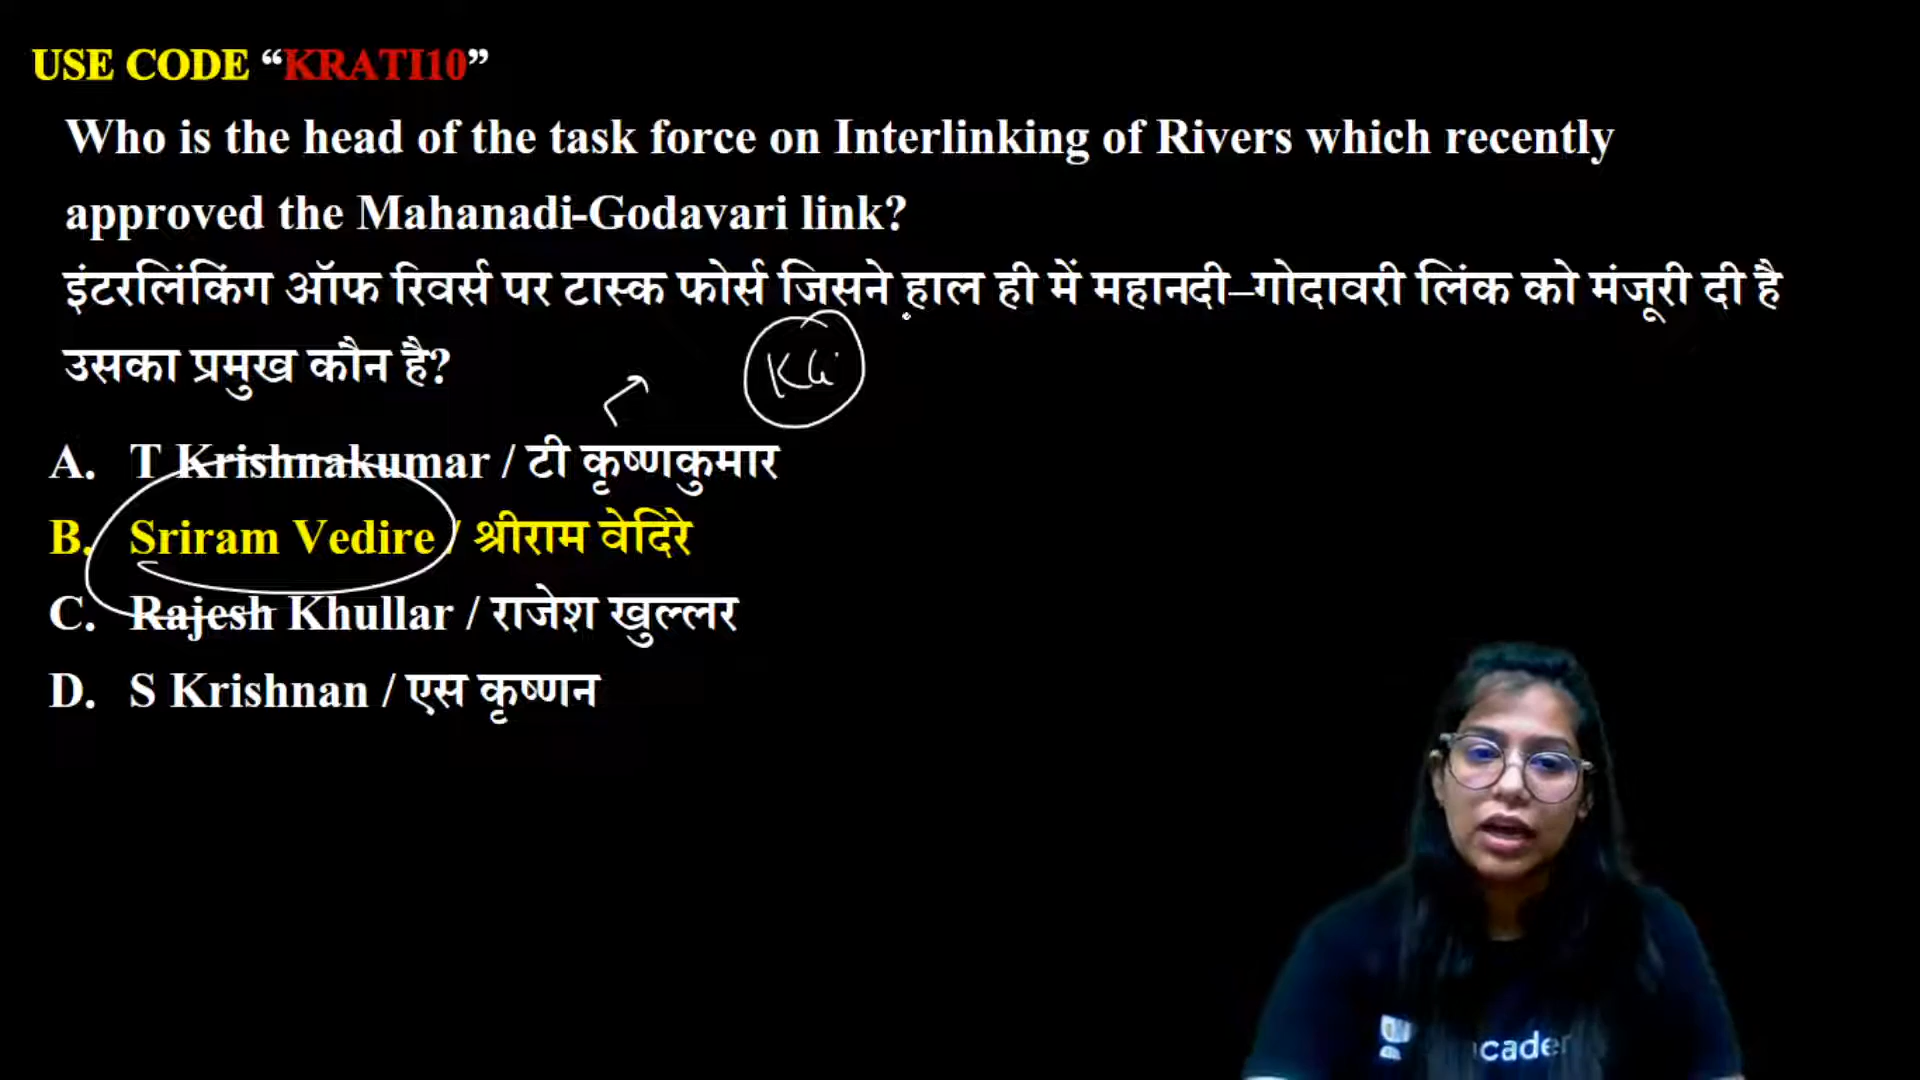 USE CODE “KRATI10”
Who is the head of the task force on Interlinking of Rivers which recently
approved the Mahanadi-Godavari link?
इंटरलिंकिंग ऑफ रिवर्स पर टास्क फोर्स जिसने हाल ही में महानदी–गोदावरी लिंक को मंजूरी दी है
उसका प्रमुख कौन है?
A. T Krishnakumar / टी कृष्णकुमार
B. Sriram Vedire / श्रीराम वेदिरे
C. Rajesh Khullar / राजेश खुल्लर
D. S Krishnan / एस कृष्णन